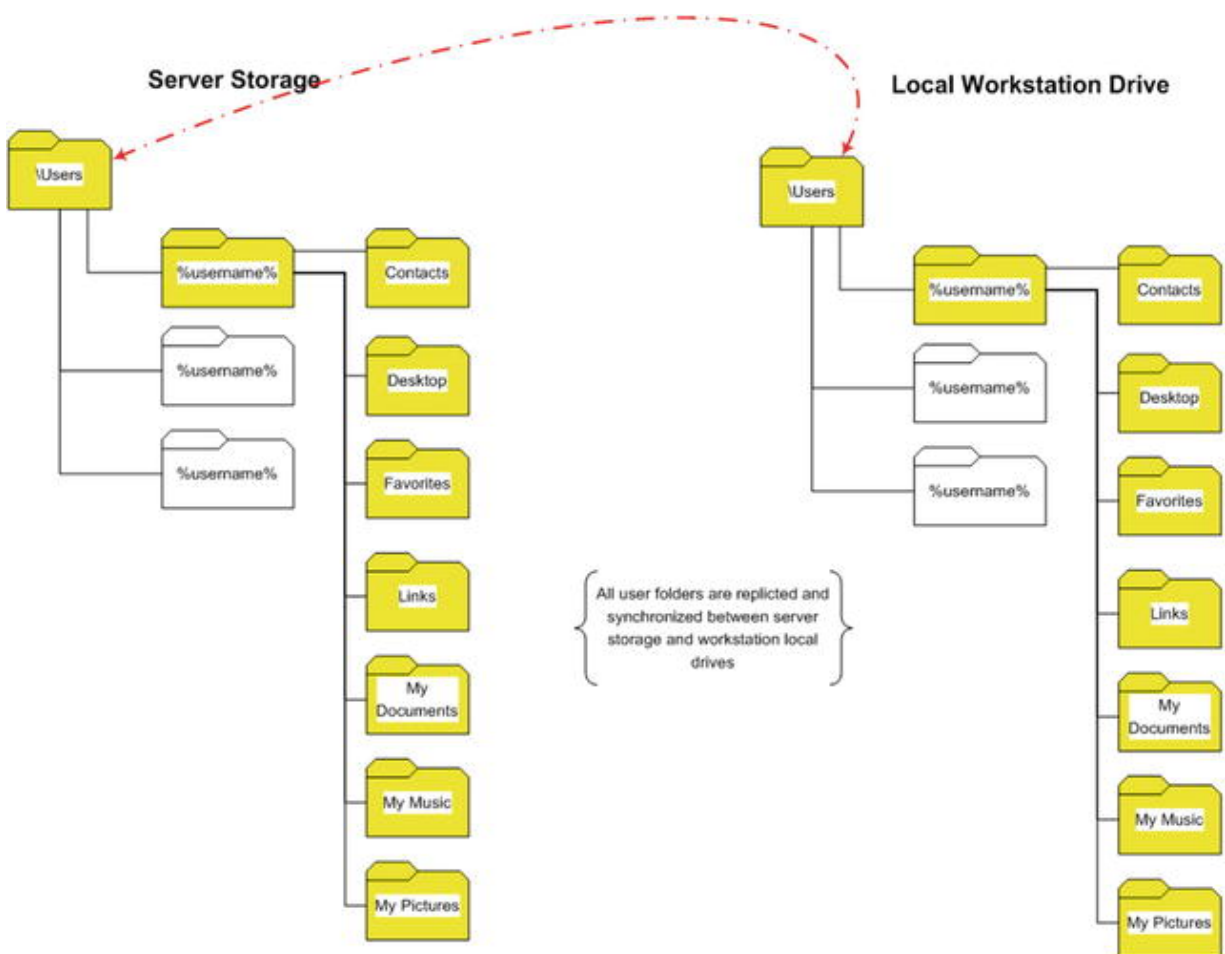 Server Storage
Local Workstation Drive
\Users
%username%
Contacts
%username%
Desktop
%username%
Favorites
Links
My
Documents
My Music
My Pictures
All user folders are replicted and
synchronized between server
storage and workstation local
drives
\Users
%username%
Contacts
%username%
Desktop
%username%
Favorites
Links
My
Documents
My Music
My Pictures